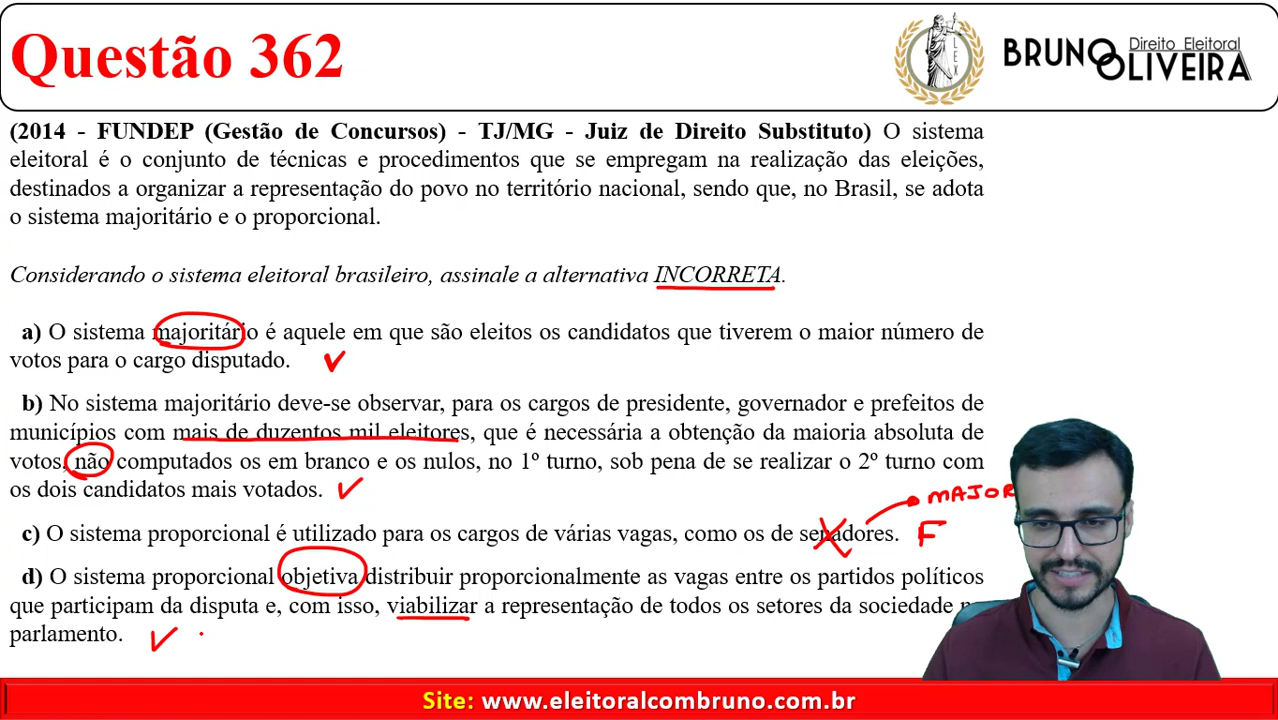 Questão 362
LEX
BRUNO Direito Eleitoral
OLIVEIRA
(2014 - FUNDEP (Gestão de Concursos) - TJ/MG - Juiz de Direito Substituto) O sistema
eleitoral é o conjunto de técnicas e procedimentos que se empregam na realização das eleições,
destinados a organizar a representação do povo no território nacional, sendo que, no Brasil, se adota
o sistema majoritário e o proporcional.
Considerando o sistema eleitoral brasileiro, assinale a alternativa INCORRETA.
a) O sistema majoritário é aquele em que são eleitos os candidatos que tiverem o maior número de
votos para o cargo disputado.
b) No sistema majoritário deve-se observar, para os cargos de presidente, governador e prefeitos de
municípios com mais de duzentos mil eleitores, que é necessária a obtenção da maioria absoluta de
votos, não computados os em branco e os nulos, no 1º turno, sob pena de se realizar o 2º turno com
os dois candidatos mais votados.
MAJOR
c) O sistema proporcional é utilizado para os cargos de várias vagas, como os de senadores. F
d) O sistema proporcional objetiva distribuir proporcionalmente as vagas entre os partidos políticos
que participam da disputa e, com isso, viabilizar a representação de todos os setores da sociedade
parlamento.
Site: www.eleitoralcombruno.com.br